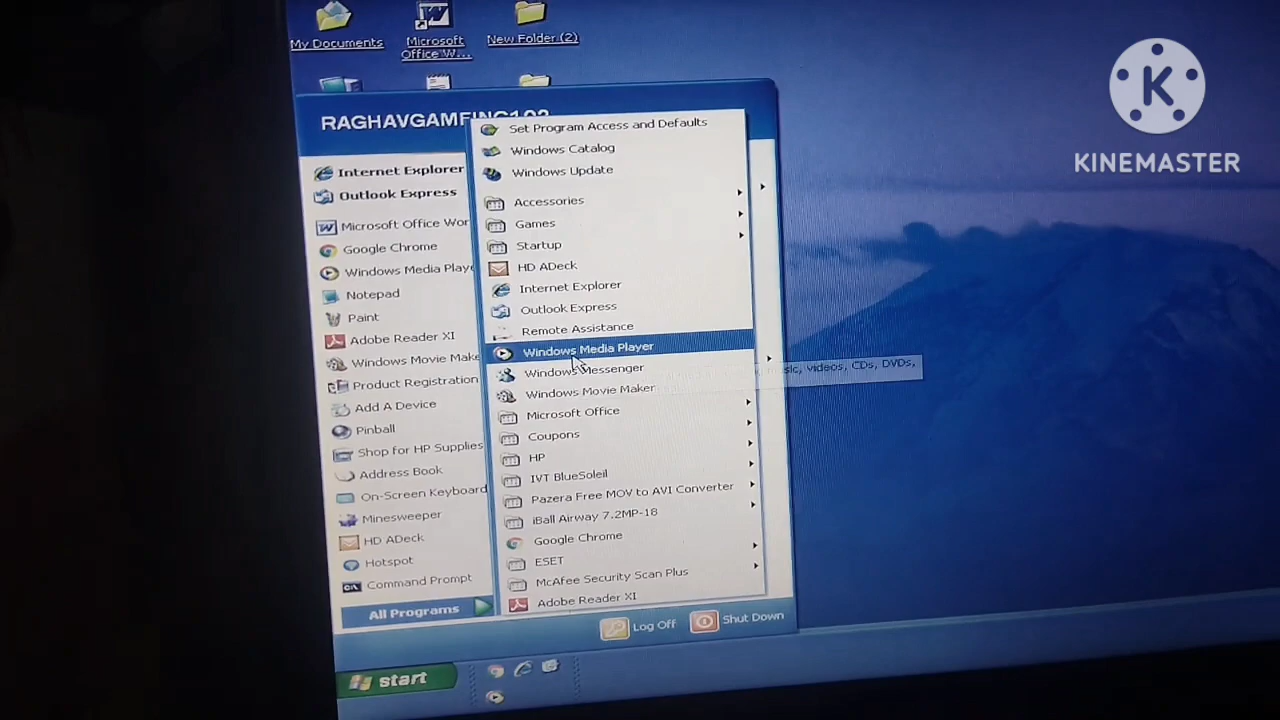 My Documents
Microsoft
Office W...
New Folder (2)
K
KINEMASTER
Internet Explorer
Outlook Express
Microsoft Office Wor
Google Chrome
Windows Media Playe
Notepad
Paint
Adobe Reader XI
Windows Movie Make
Product Registration
Add A Device
Pinball
Shop for HP Supplies
Address Book
On-Screen Keyboard
Minesweeper
HD ADeck
Hotspot
Command Prompt
All Programs
Set Program Access and Defaults
Windows Catalog
Windows Update
Accessories
Games
Startup
HD ADeck
Internet Explorer
Outlook Express
Remote Assistance
Windows Media Player
music, videos, CDs, DVDs,
Windows Messenger
Windows Movie Maker
Microsoft Office
Coupons
HP
IVT BlueSoleil
Pazera Free MOV to AVI Converter
iBall Airway 7.2MP-18
Google Chrome
ESET
McAfee Security Scan Plus
Adobe Reader XI
Log Off
Shut Down
start